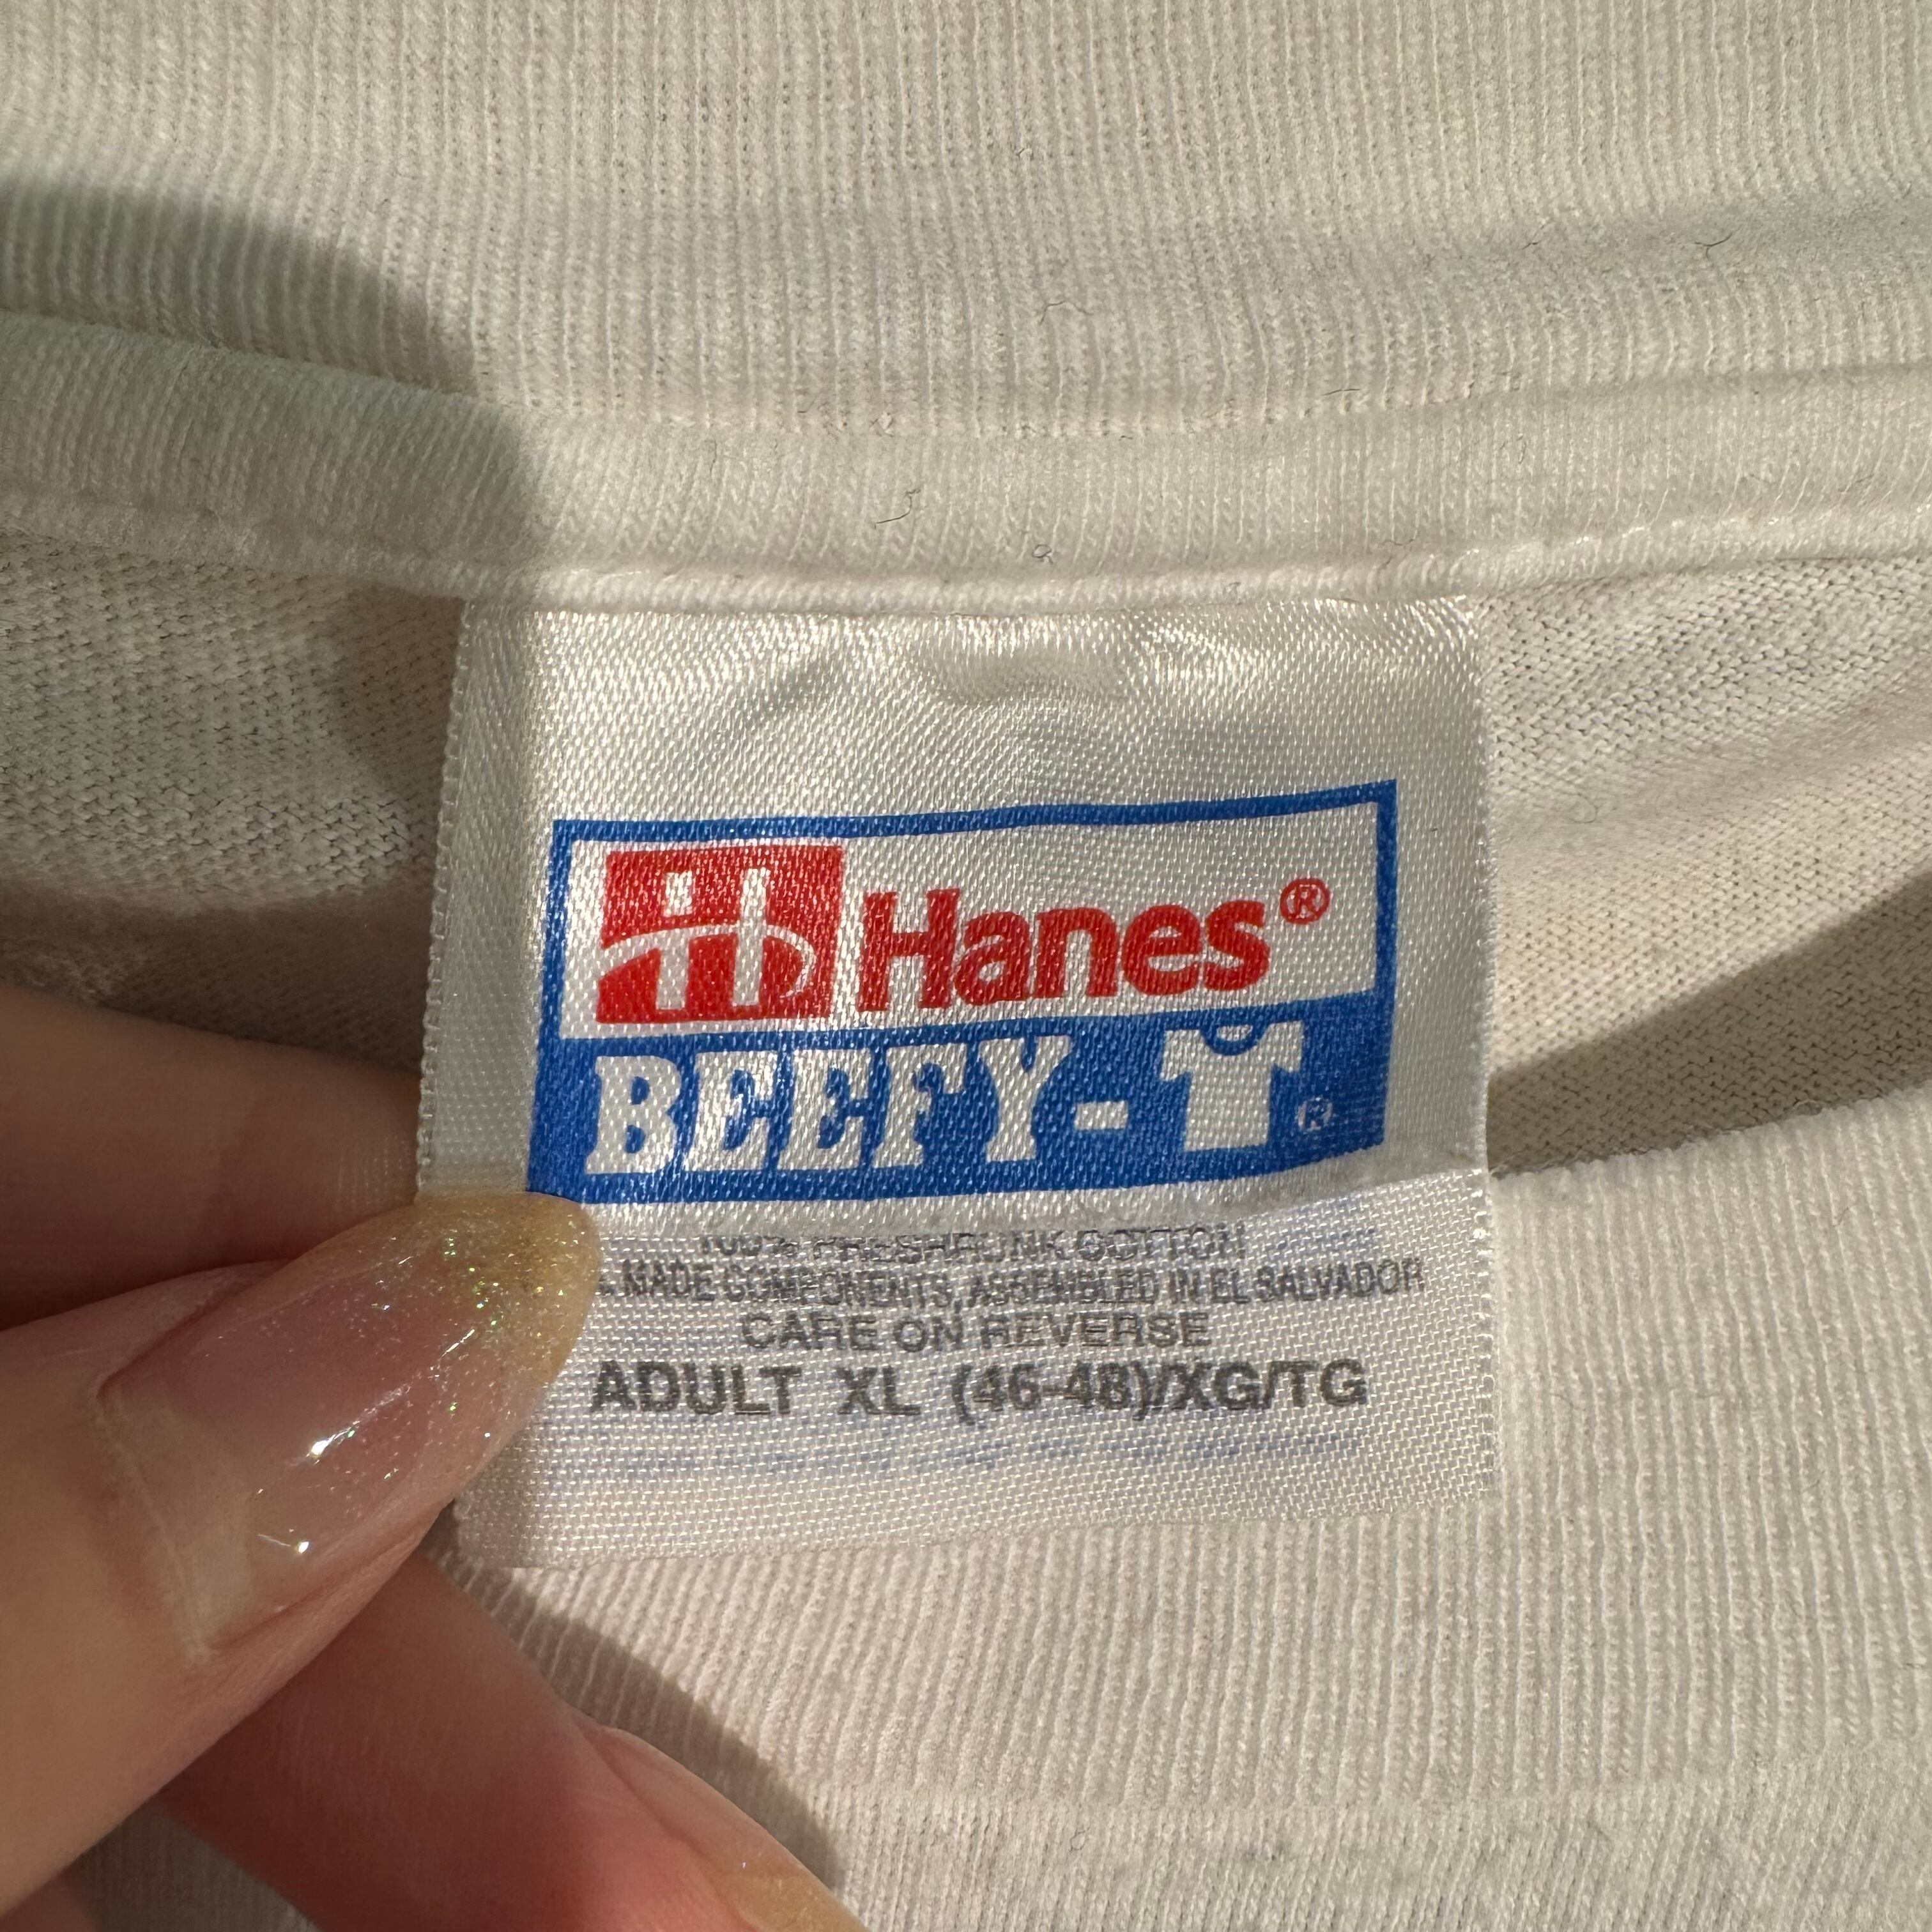 Hanes®
BEEFY-T®
100% PRESHRUNK COTTON
MADE COMPONENTS, ASSEMBLED IN EL SALVADOR
CARE ON REVERSE
ADULT XL (46-48)/XG/TG